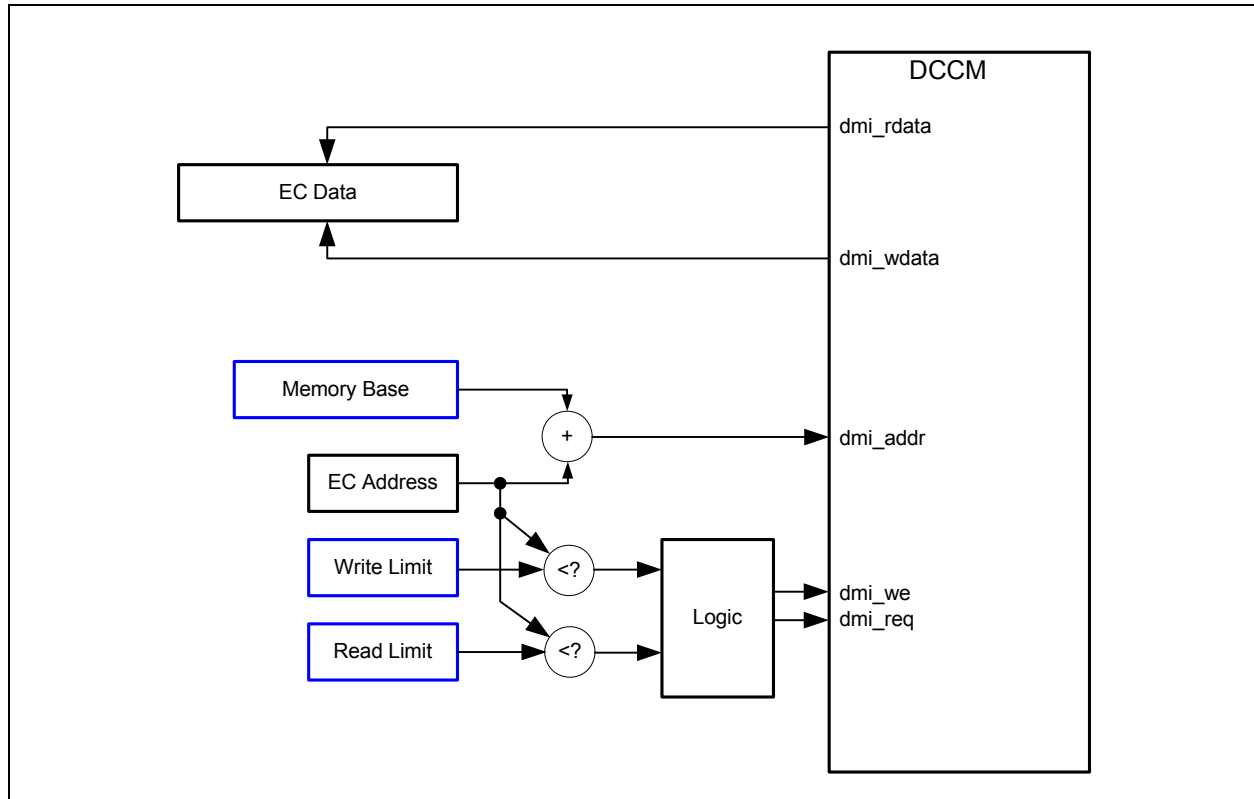 DCCM
dmi_rdata
EC Data
dmi_wdata
Memory Base
+
dmi_addr
EC Address
Write Limit
<?
dmi_we
Logic
dmi_req
Read Limit
<?